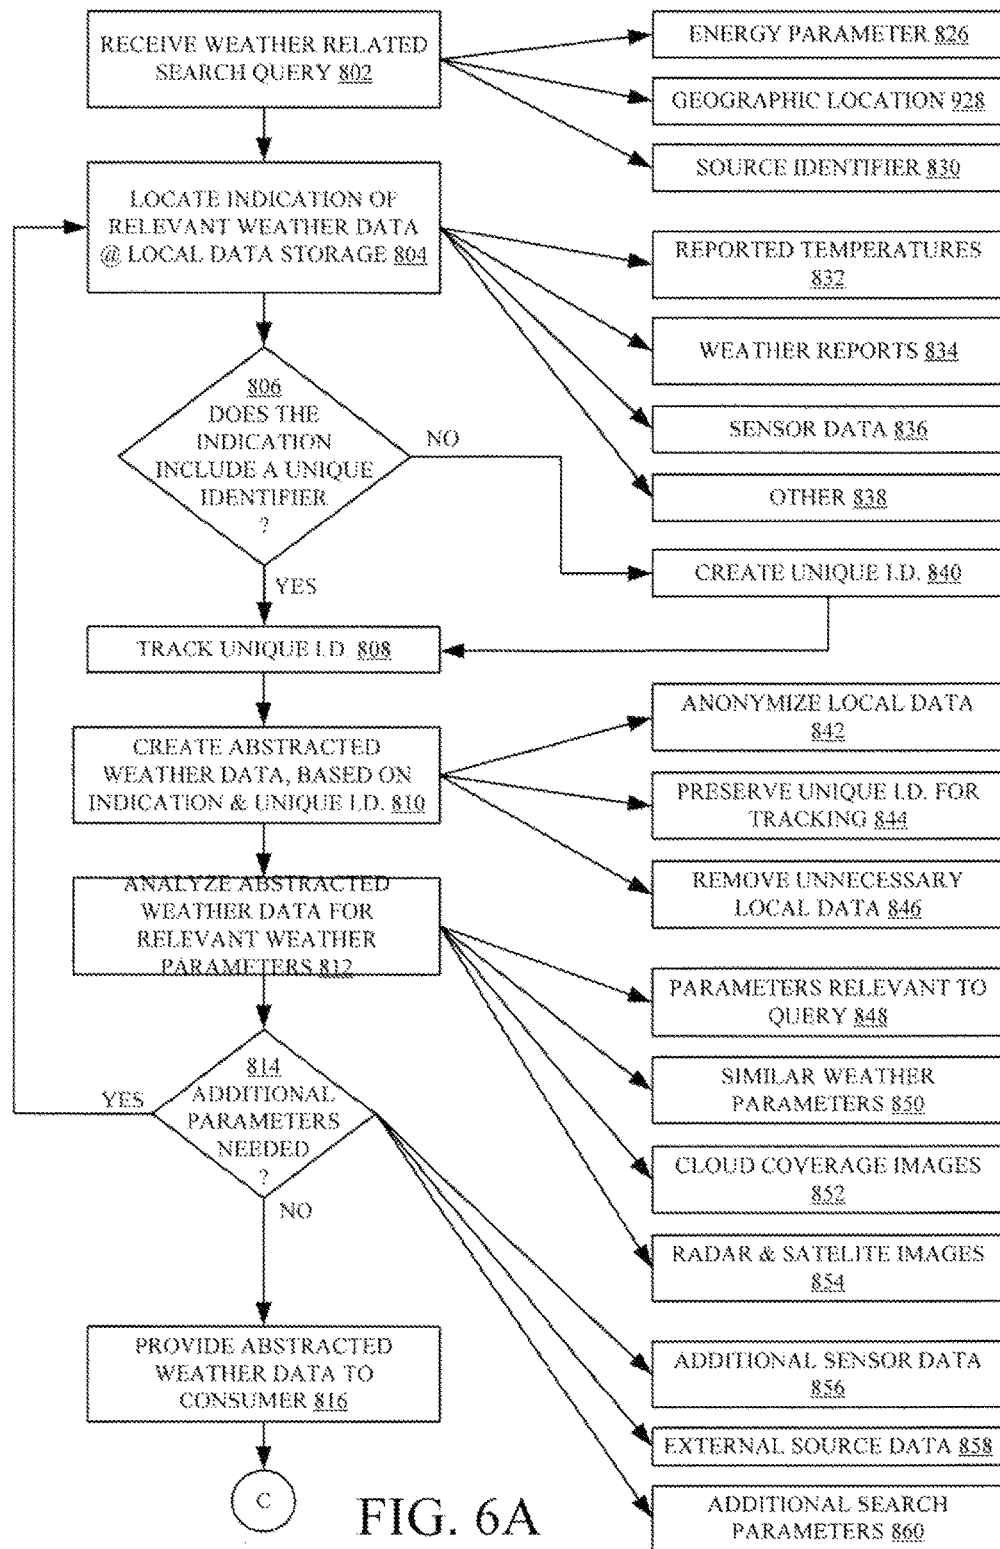 RECEIVE WEATHER RELATED
SEARCH QUERY 802
ENERGY PARAMETER 826
GEOGRAPHIC LOCATION 928
SOURCE IDENTIFIER 830
LOCATE INDICATION OF
RELEVANT WEATHER DATA
@ LOCAL DATA STORAGE 804
REPORTED TEMPERATURES
832
WEATHER REPORTS 834
SENSOR DATA 836
OTHER 838
806
DOES THE
INDICATION
INCLUDE A UNIQUE
IDENTIFIER
?
NO
YES
CREATE UNIQUE I.D. 840
TRACK UNIQUE I.D. 808
CREATE ABSTRACTED
WEATHER DATA, BASED ON
INDICATION & UNIQUE I.D. 810
ANONYMIZE LOCAL DATA
842
PRESERVE UNIQUE I.D. FOR
TRACKING 844
REMOVE UNNECESSARY
LOCAL DATA 846
ANALYZE ABSTRACTED
WEATHER DATA FOR
RELEVANT WEATHER
PARAMETERS 812
PARAMETERS RELEVANT TO
QUERY 848
SIMILAR WEATHER
PARAMETERS 850
CLOUD COVERAGE IMAGES
852
RADAR & SATELITE IMAGES
854
814
ADDITIONAL
PARAMETERS
NEEDED
?
YES
NO
ADDITIONAL SENSOR DATA
856
EXTERNAL SOURCE DATA 858
ADDITIONAL SEARCH
PARAMETERS 860
PROVIDE ABSTRACTED
WEATHER DATA TO
CONSUMER 816
C
FIG. 6A